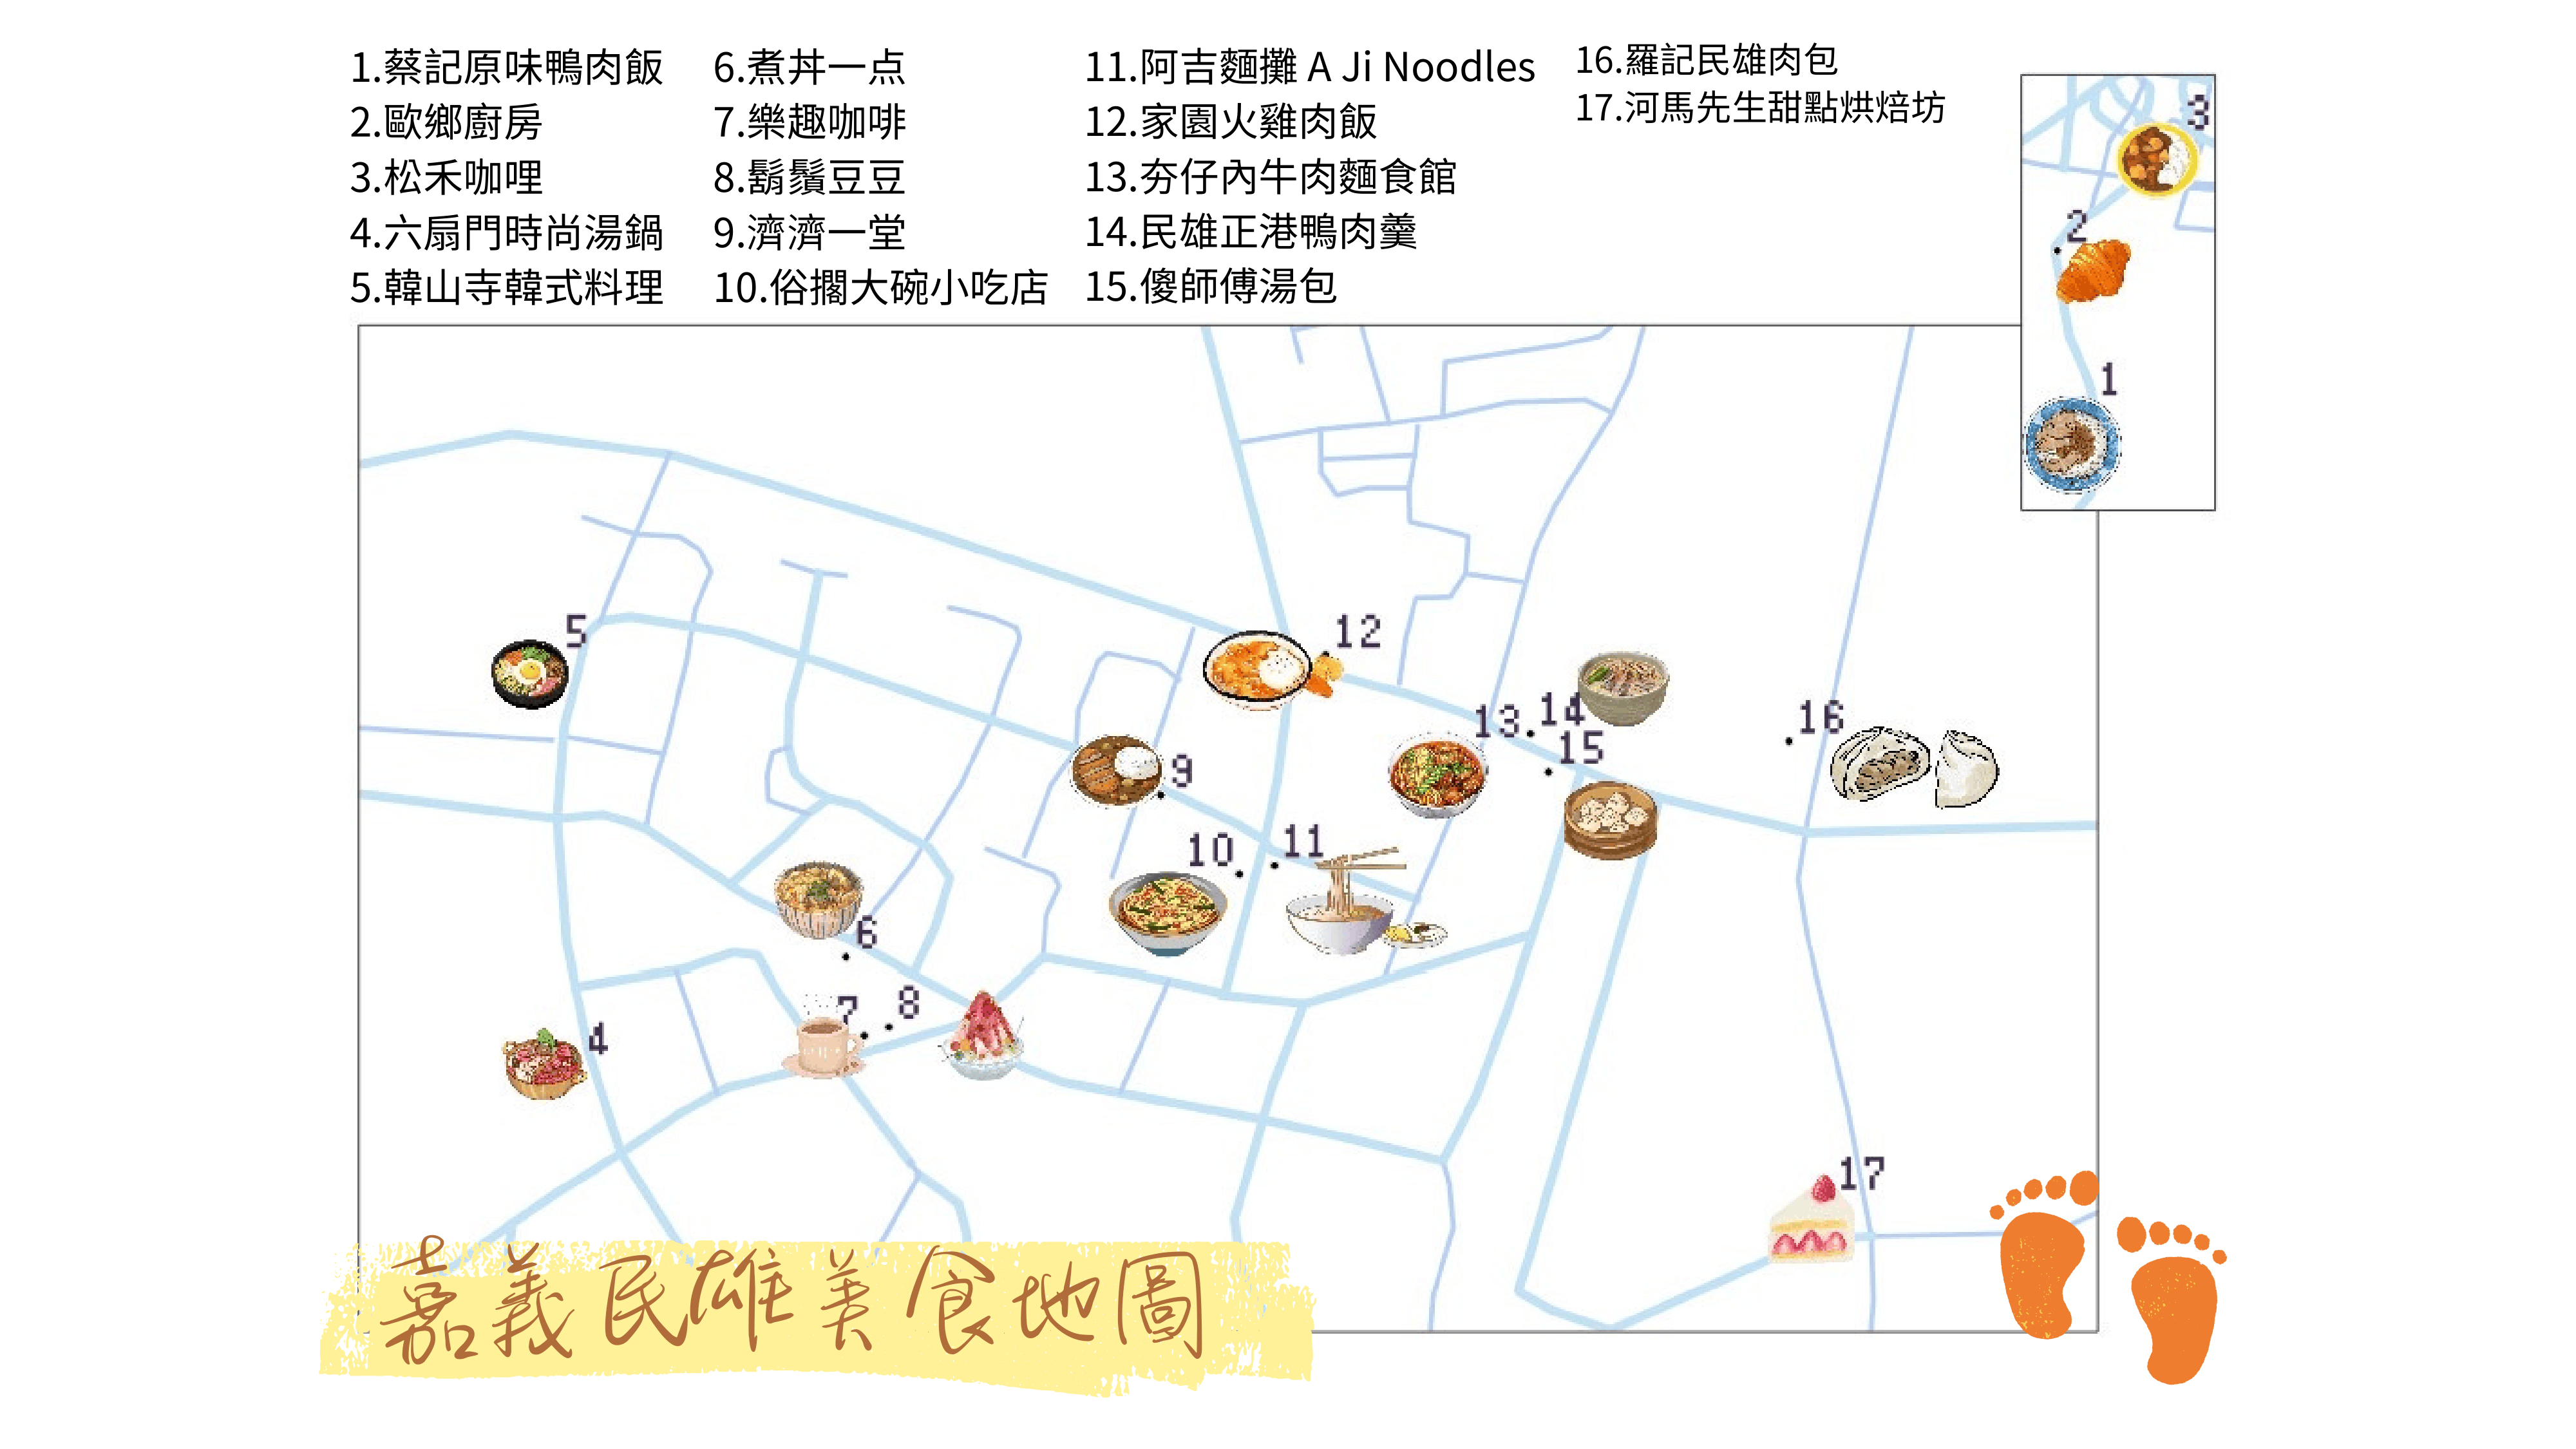 1.蔡記原味鴨肉飯
2.歐鄉廚房
3.松禾咖哩
4.六扇門時尚湯鍋
5.韓山寺韓式料理
6.煮丼一点
7.樂趣咖啡
8.鬍鬚豆豆
9.濟濟一堂
10.俗擱大碗小吃店
11.阿吉麵攤 A Ji Noodles
12.家園火雞肉飯
13.夯仔內牛肉麵食館
14.民雄正港鴨肉羹
15.傻師傅湯包
16.羅記民雄肉包
17.河馬先生甜點烘焙坊
3
2
1
5
12
13
14
15
16
9
10
11
6
7
8
4
17
嘉義民雄美食地圖